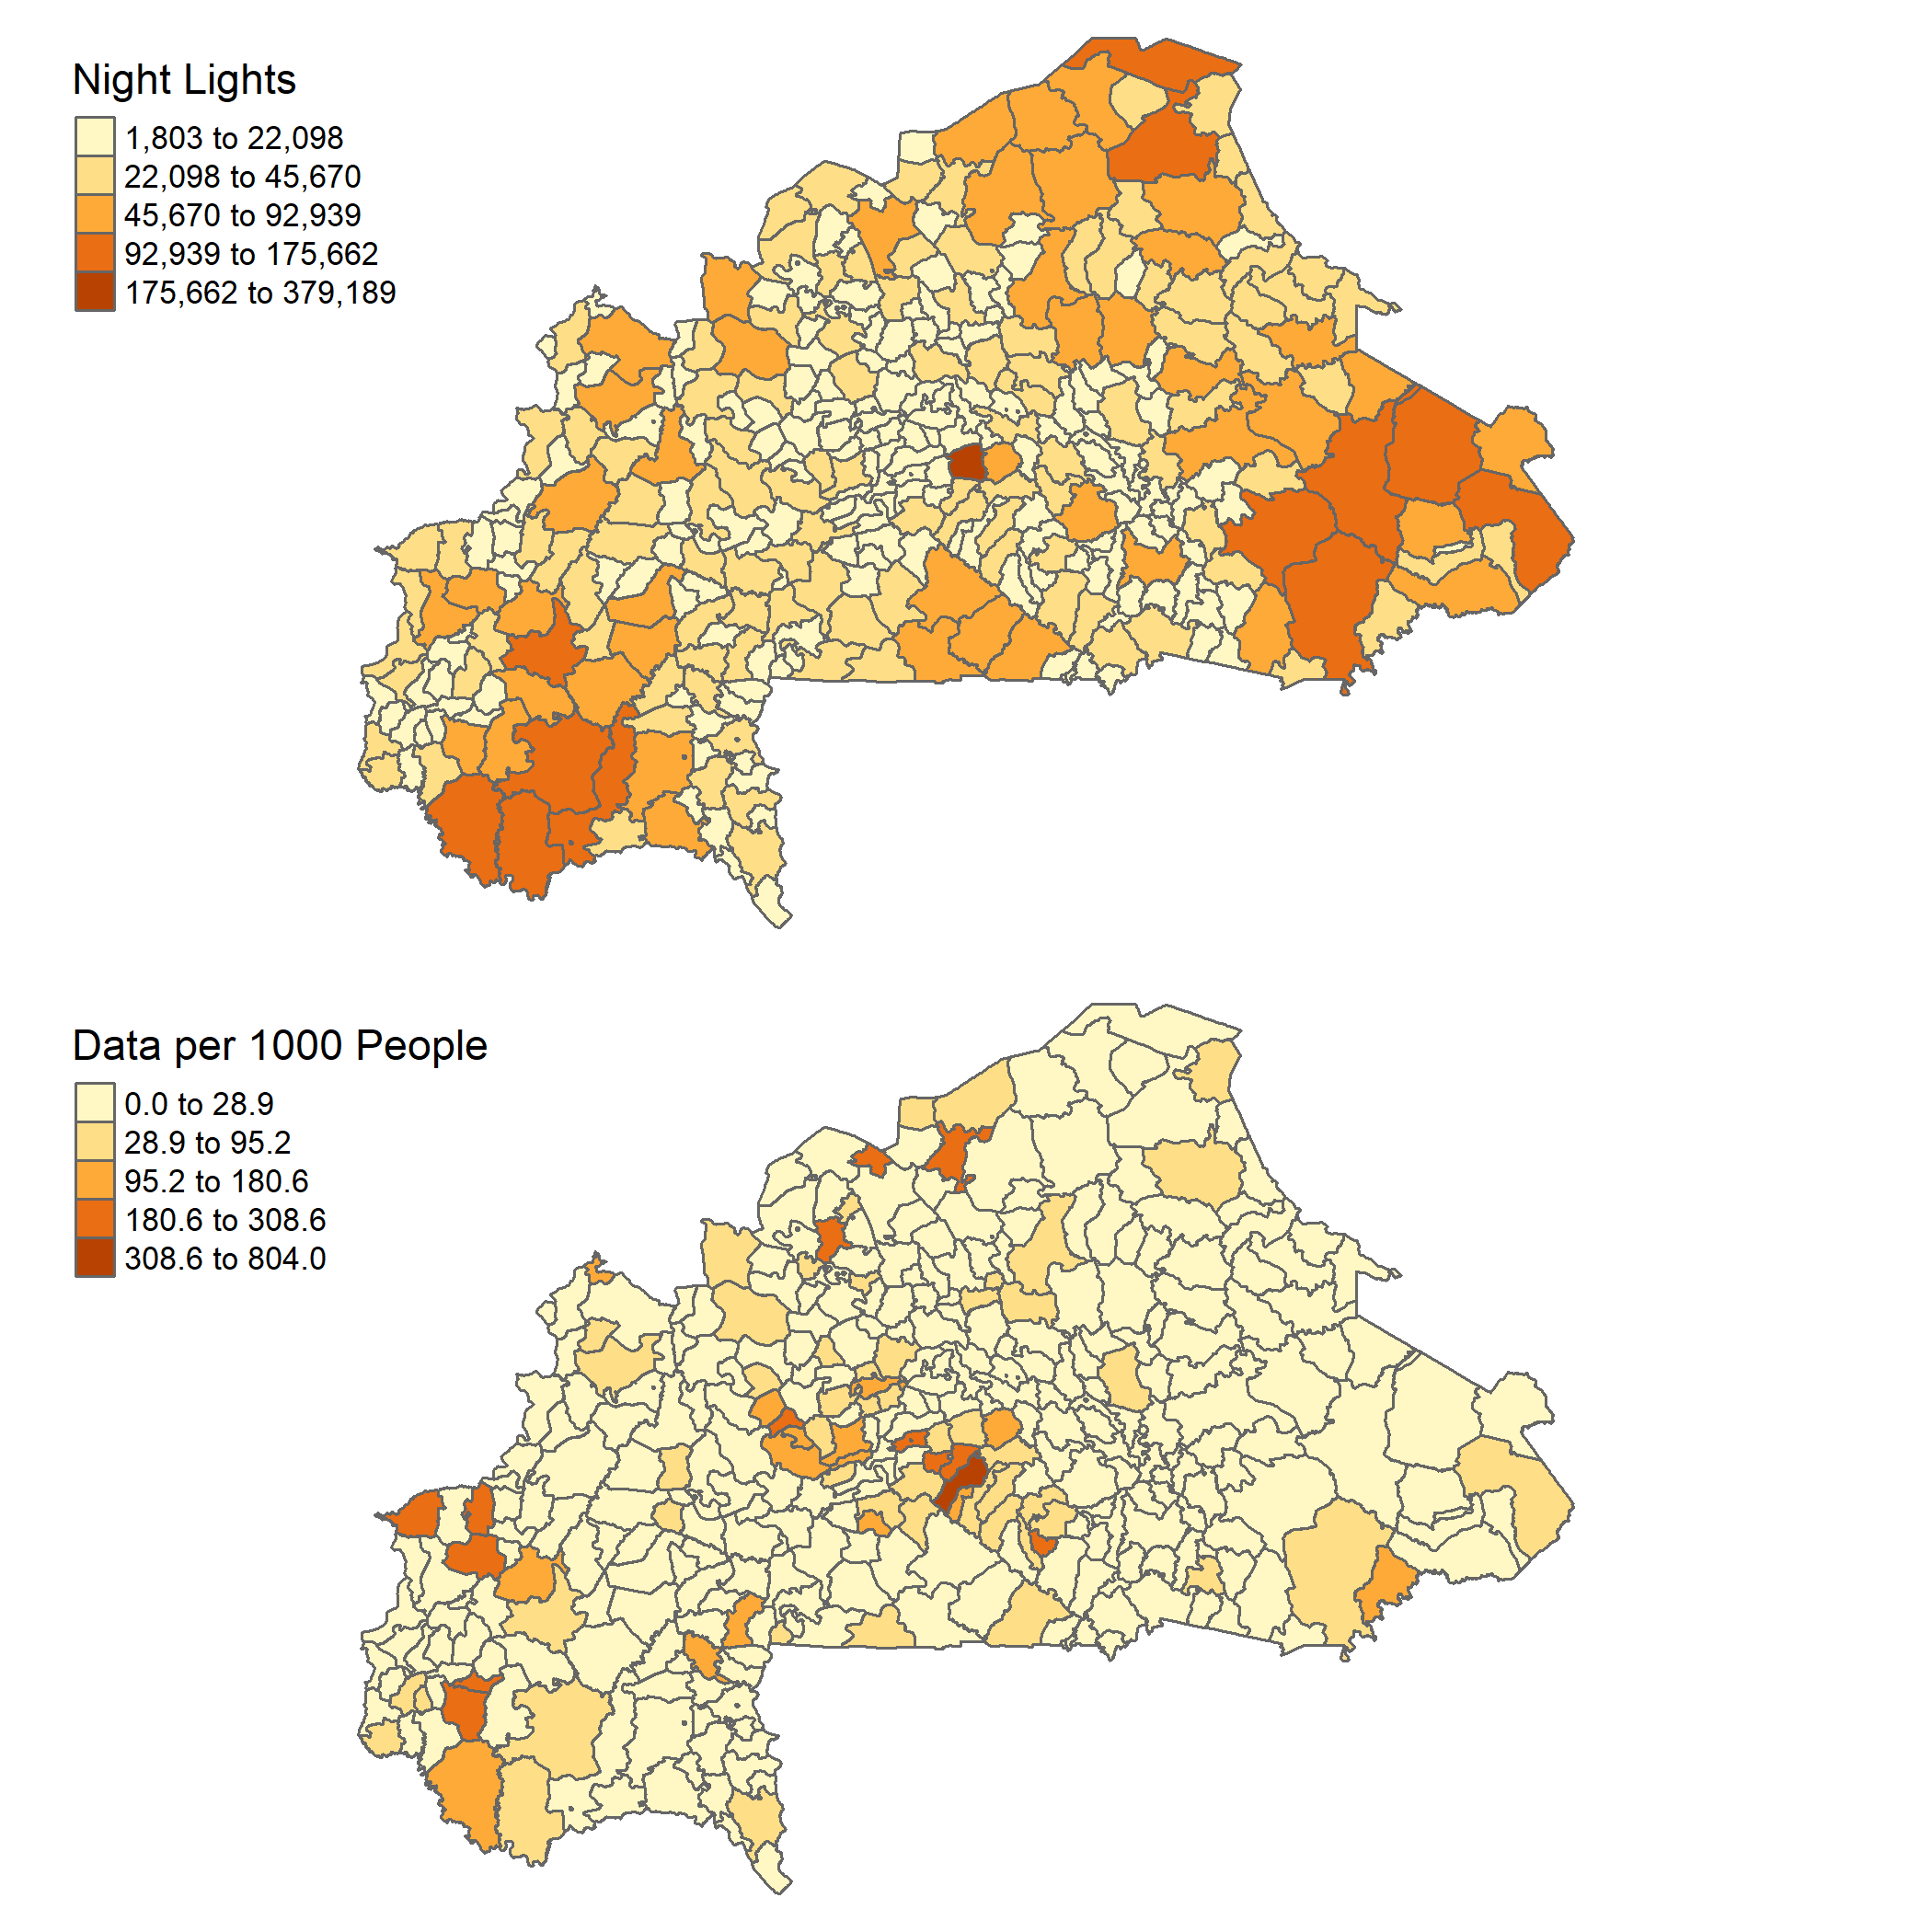 Night Lights
1,803 to 22,098
22,098 to 45,670
45,670 to 92,939
92,939 to 175,662
175,662 to 379,189
Data per 1000 People
0.0 to 28.9
28.9 to 95.2
95.2 to 180.6
180.6 to 308.6
308.6 to 804.0